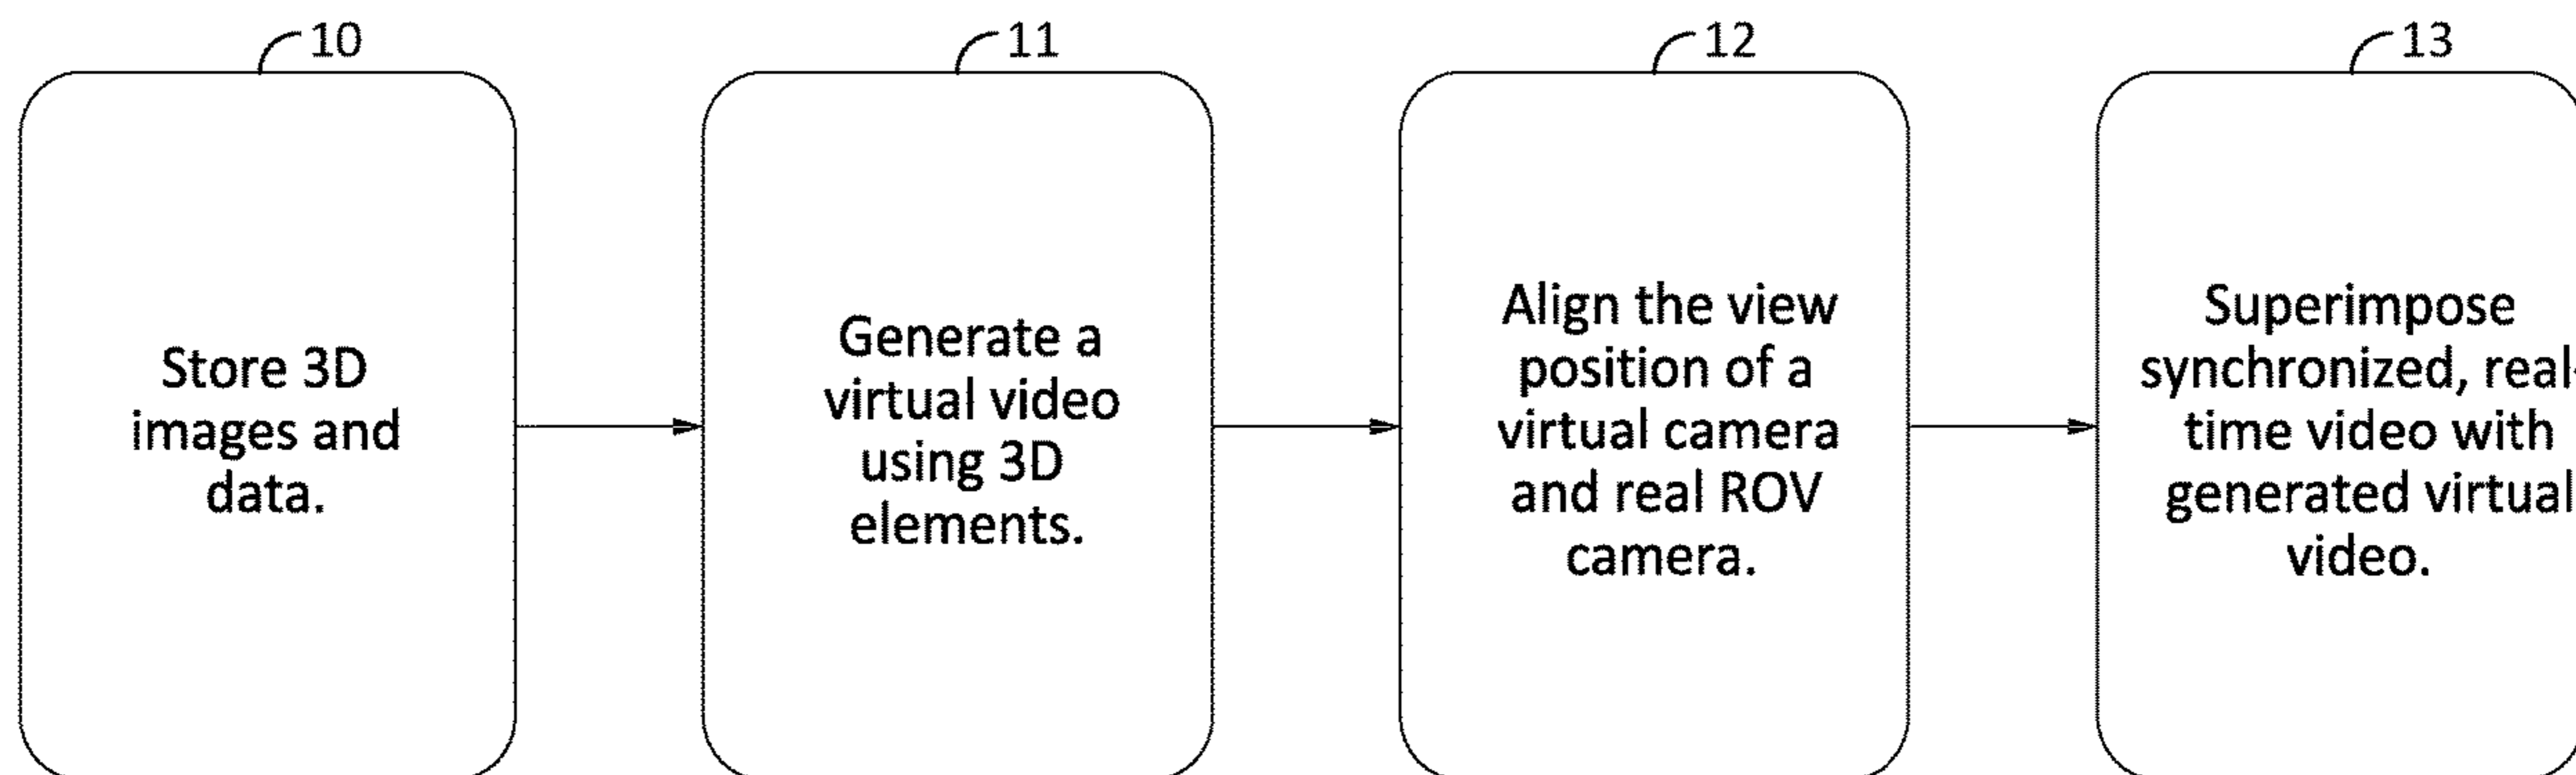 10
Store 3D
images and
data.
11
Generate a
virtual video
using 3D
elements.
12
Align the view
position of a
virtual camera
and real ROV
camera.
13
Superimpose
synchronized, real-
time video with
generated virtual
video.